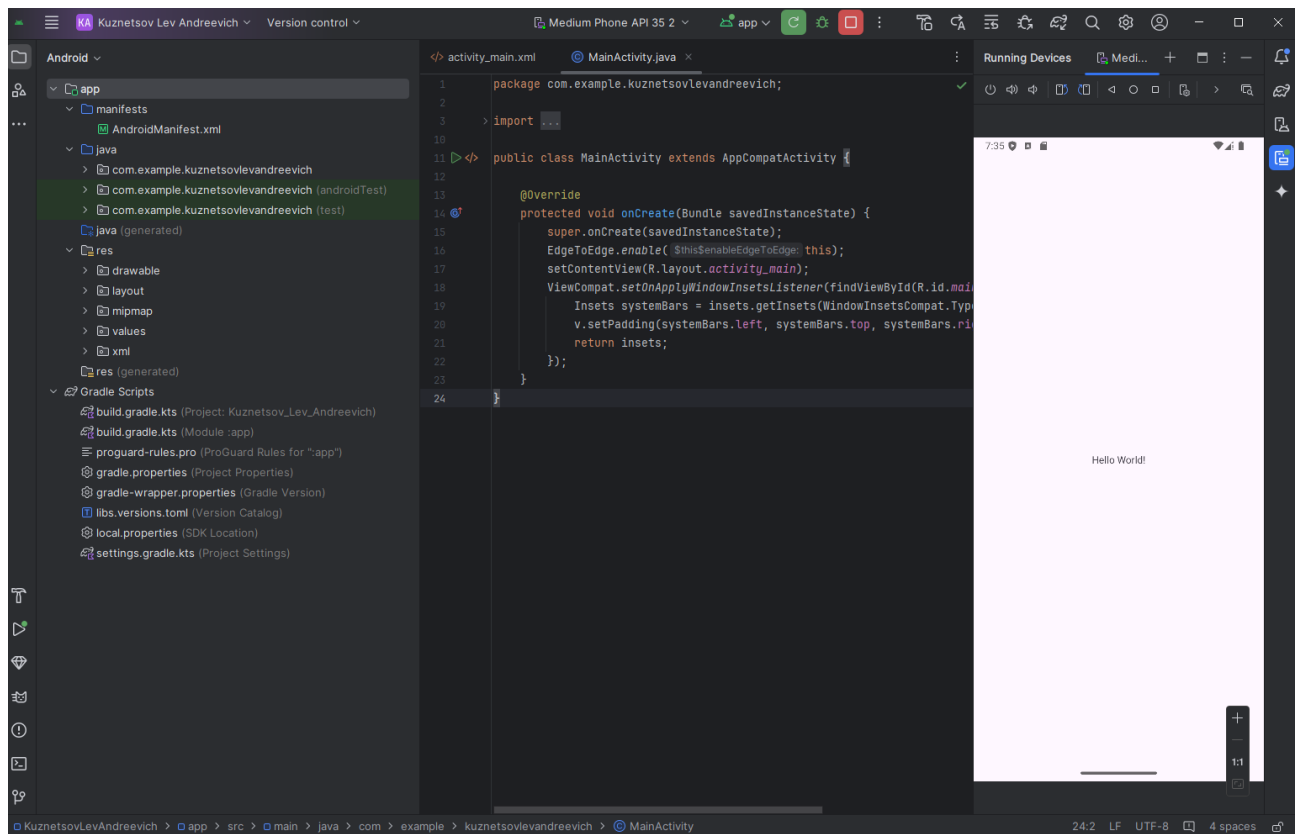 KA Kuznetsov Lev Andreevich Version control Medium Phone API 35 2 app
Android
app
manifests
AndroidManifest.xml
java
com.example.kuznetsovlevandreevich
com.example.kuznetsovlevandreevich (androidTest)
com.example.kuznetsovlevandreevich (test)
java (generated)
res
drawable
layout
mipmap
values
xml
res (generated)
Gradle Scripts
build.gradle.kts (Project: Kuznetsov_Lev_Andreevich)
build.gradle.kts (Module :app)
proguard-rules.pro (ProGuard Rules for ":app")
gradle.properties (Project Properties)
gradle-wrapper.properties (Gradle Version)
libs.versions.toml (Version Catalog)
local.properties (SDK Location)
settings.gradle.kts (Project Settings)
activity_main.xml MainActivity.java
1 package com.example.kuznetsovlevandreevich;
2
3 import ...
10
11 public class MainActivity extends AppCompatActivity {
12
13 @Override
14 protected void onCreate(Bundle savedInstanceState) {
15 super.onCreate(savedInstanceState);
16 EdgeToEdge.enable( $this$enableEdgeToEdge: this);
17 setContentView(R.layout.activity_main);
18 ViewCompat.setOnApplyWindowInsetsListener(findViewById(R.id.mai
19 Insets systemBars = insets.getInsets(WindowInsetsCompat.Type
20 v.setPadding(systemBars.left, systemBars.top, systemBars.ri
21 return insets;
22 });
23 }
24 }
Running Devices Medi...
7:35
Hello World!
1:1
KuznetsovLevAndreevich > app > src > main > java > com > example > kuznetsovlevandreevich > MainActivity
24:2 LF UTF-8 4 spaces